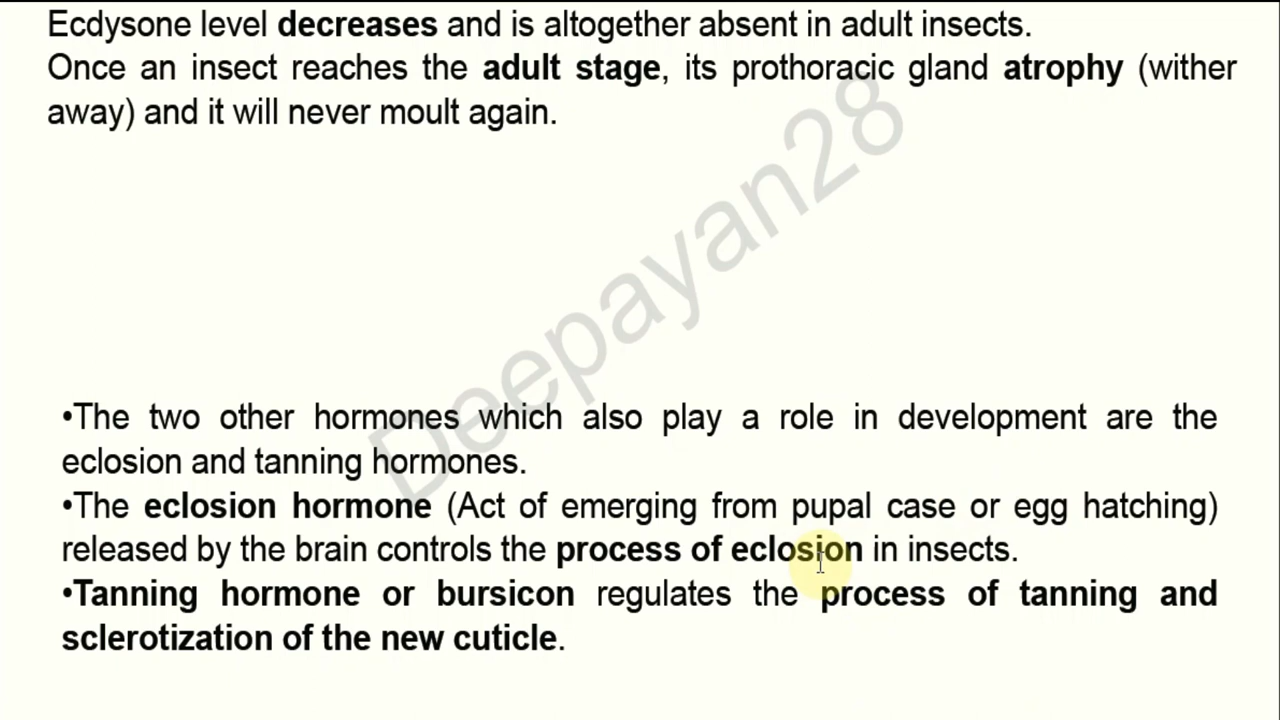 Ecdysone level decreases and is altogether absent in adult insects.
Once an insect reaches the adult stage, its prothoracic gland atrophy (wither
away) and it will never moult again.
Deepayan28
•The two other hormones which also play a role in development are the
eclosion and tanning hormones.
•The eclosion hormone (Act of emerging from pupal case or egg hatching)
released by the brain controls the process of eclosion in insects.
•Tanning hormone or bursicon regulates the process of tanning and
sclerotization of the new cuticle.